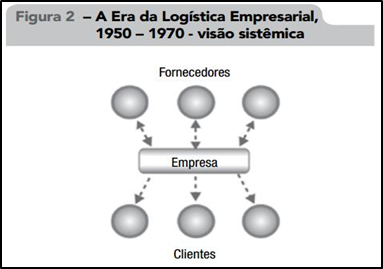 Figura 2 – A Era da Logística Empresarial,
1950 – 1970 - visão sistêmica
Fornecedores
Empresa
Clientes